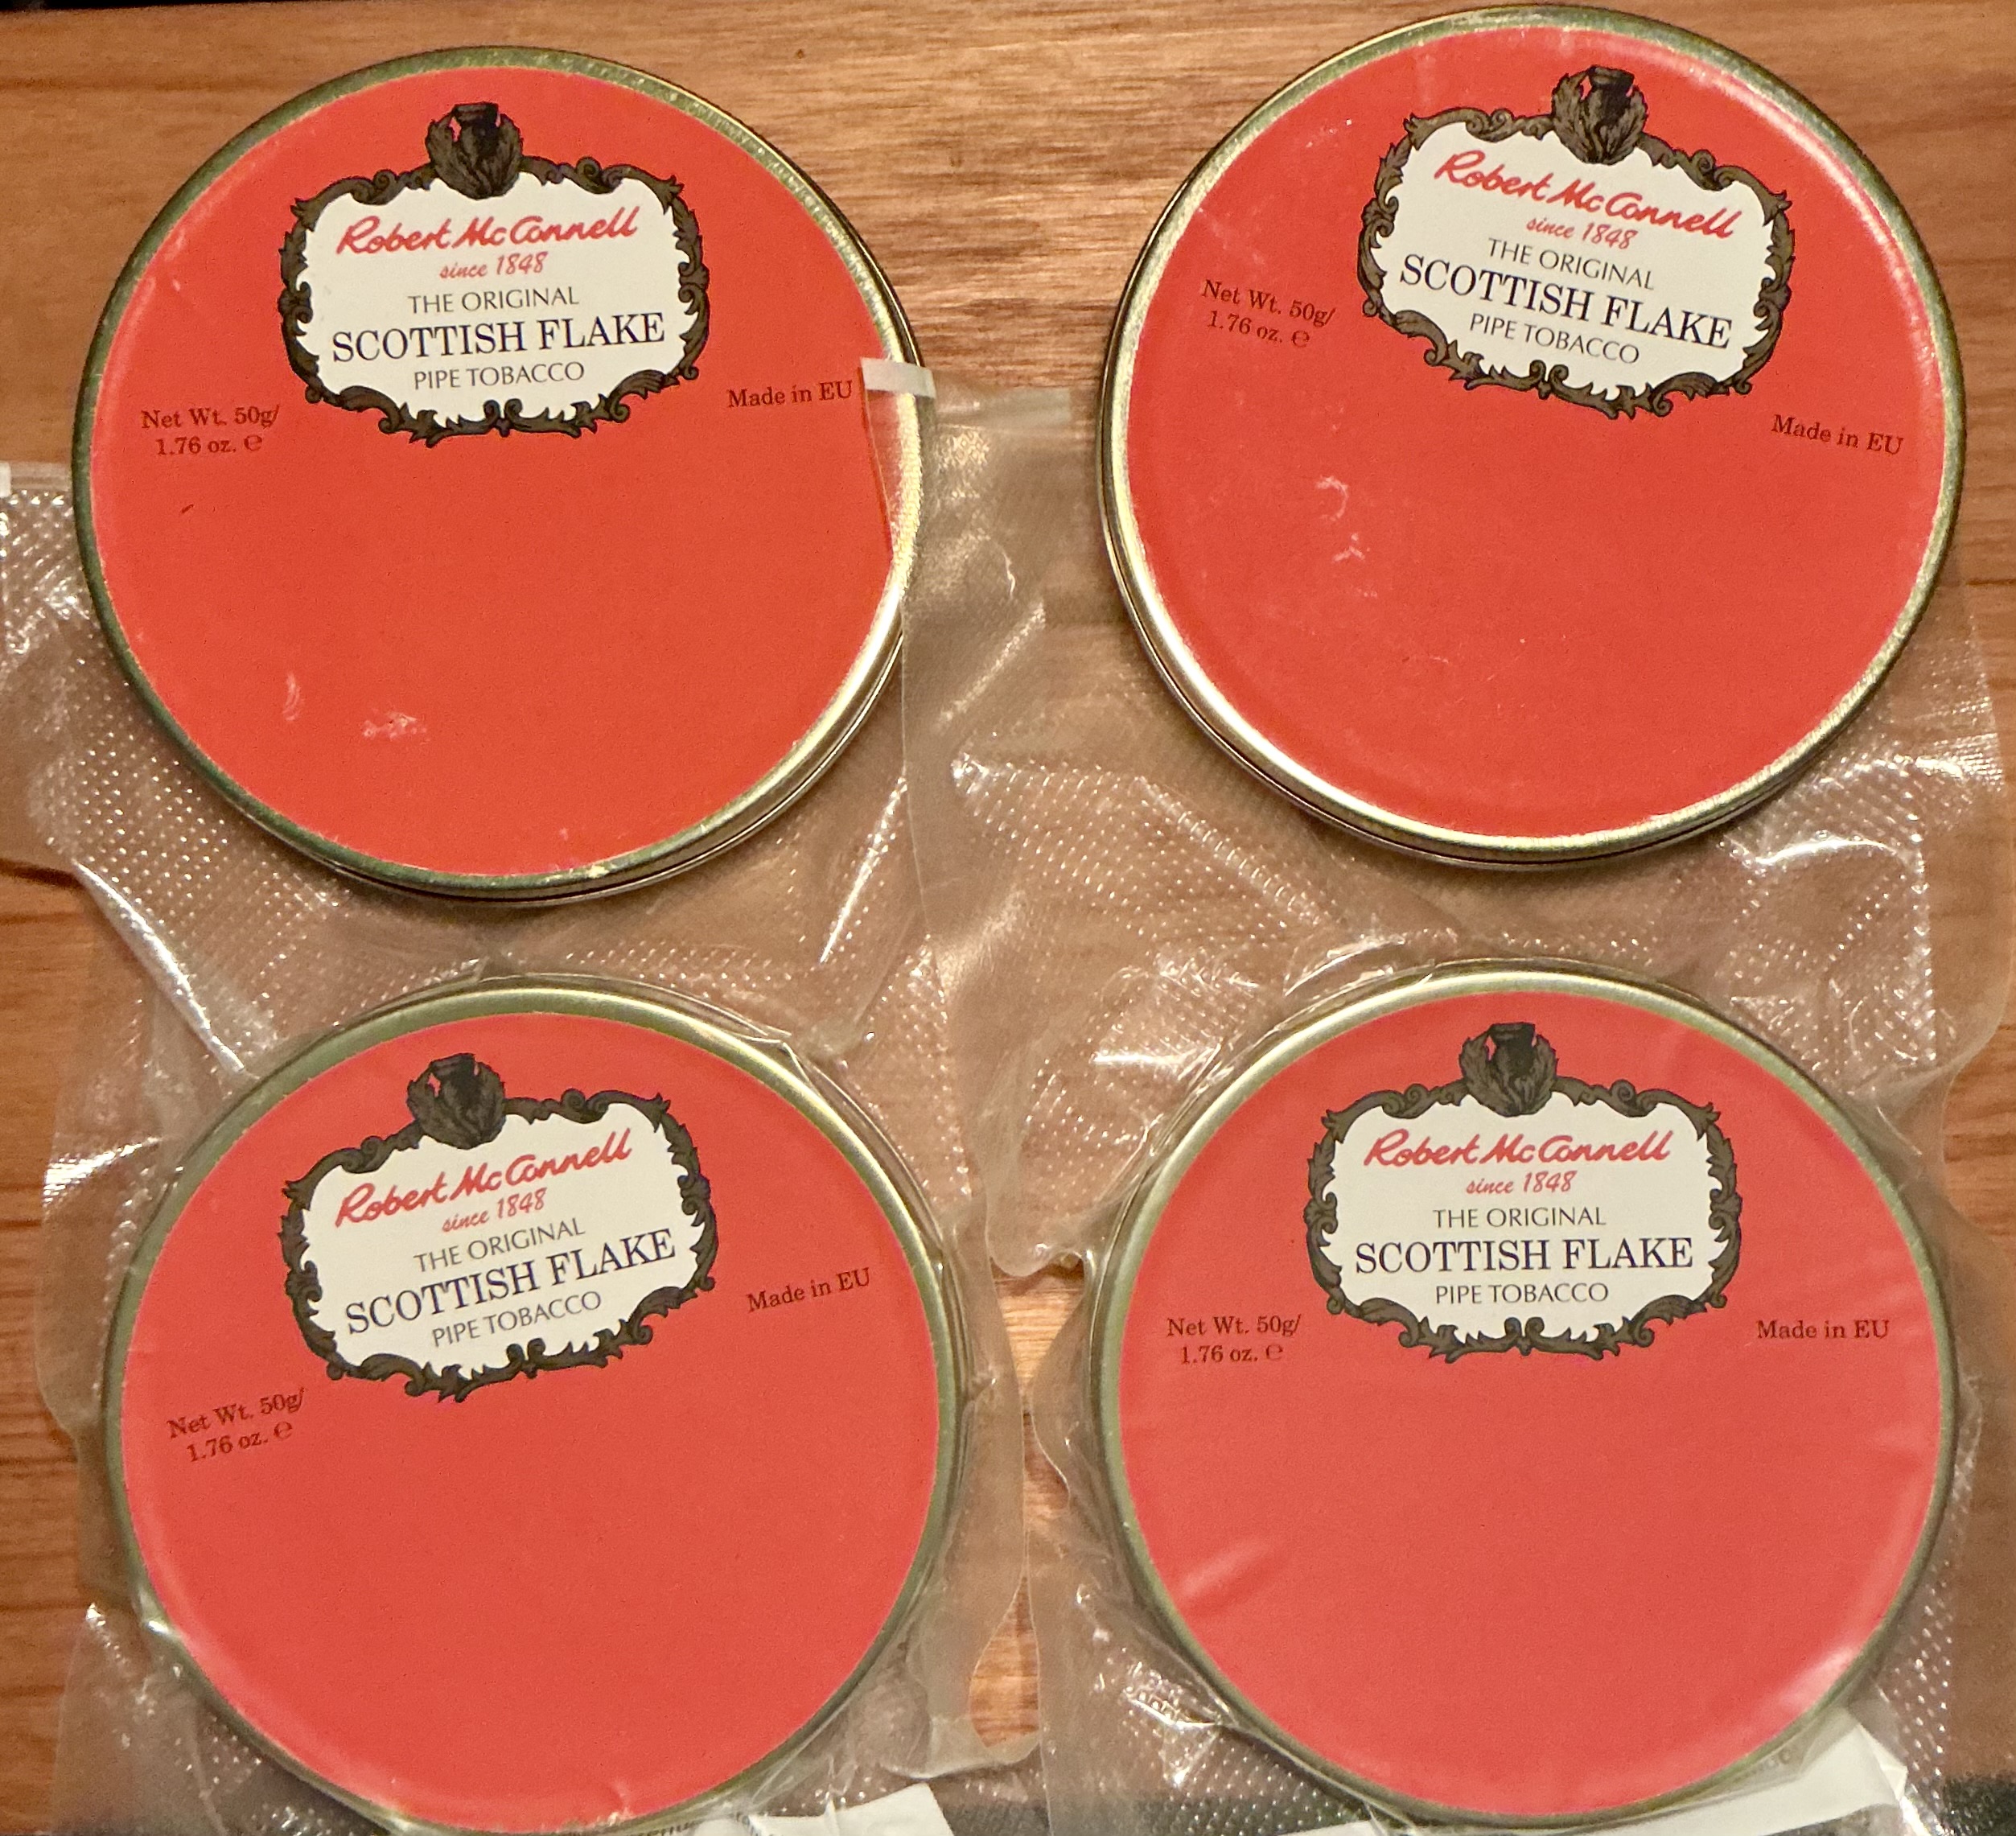 Robert McConnell
since 1848
THE ORIGINAL
SCOTTISH FLAKE
PIPE TOBACCO
Net Wt. 50g/
1.76 oz. ℮
Made in EU
Robert McConnell
since 1848
THE ORIGINAL
SCOTTISH FLAKE
PIPE TOBACCO
Net Wt. 50g/
1.76 oz. ℮
Made in EU
Robert McConnell
since 1848
THE ORIGINAL
SCOTTISH FLAKE
PIPE TOBACCO
Net Wt. 50g/
1.76 oz. ℮
Made in EU
Robert McConnell
since 1848
THE ORIGINAL
SCOTTISH FLAKE
PIPE TOBACCO
Net Wt. 50g/
1.76 oz. ℮
Made in EU